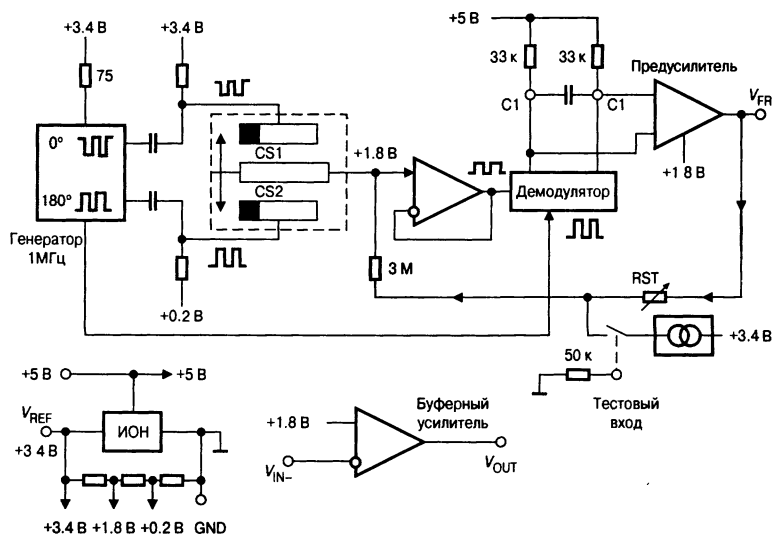 +3.4 В
+3.4 В
+5 В
75
33 к
33 к
Предусилитель
V_FR
C1
C1
0°
180°
CS1
CS2
+1.8 В
+1 8 В
Демодулятор
Генератор
1МГц
3 М
RST
+0.2 В
+3.4 В
50 к
Тестовый
вход
+5 В
+5 В
V_REF
ИОН
+3 4 В
+3.4 В
+1.8 В
+0.2 В
GND
+1.8 В
Буферный
усилитель
V_IN–
V_OUT